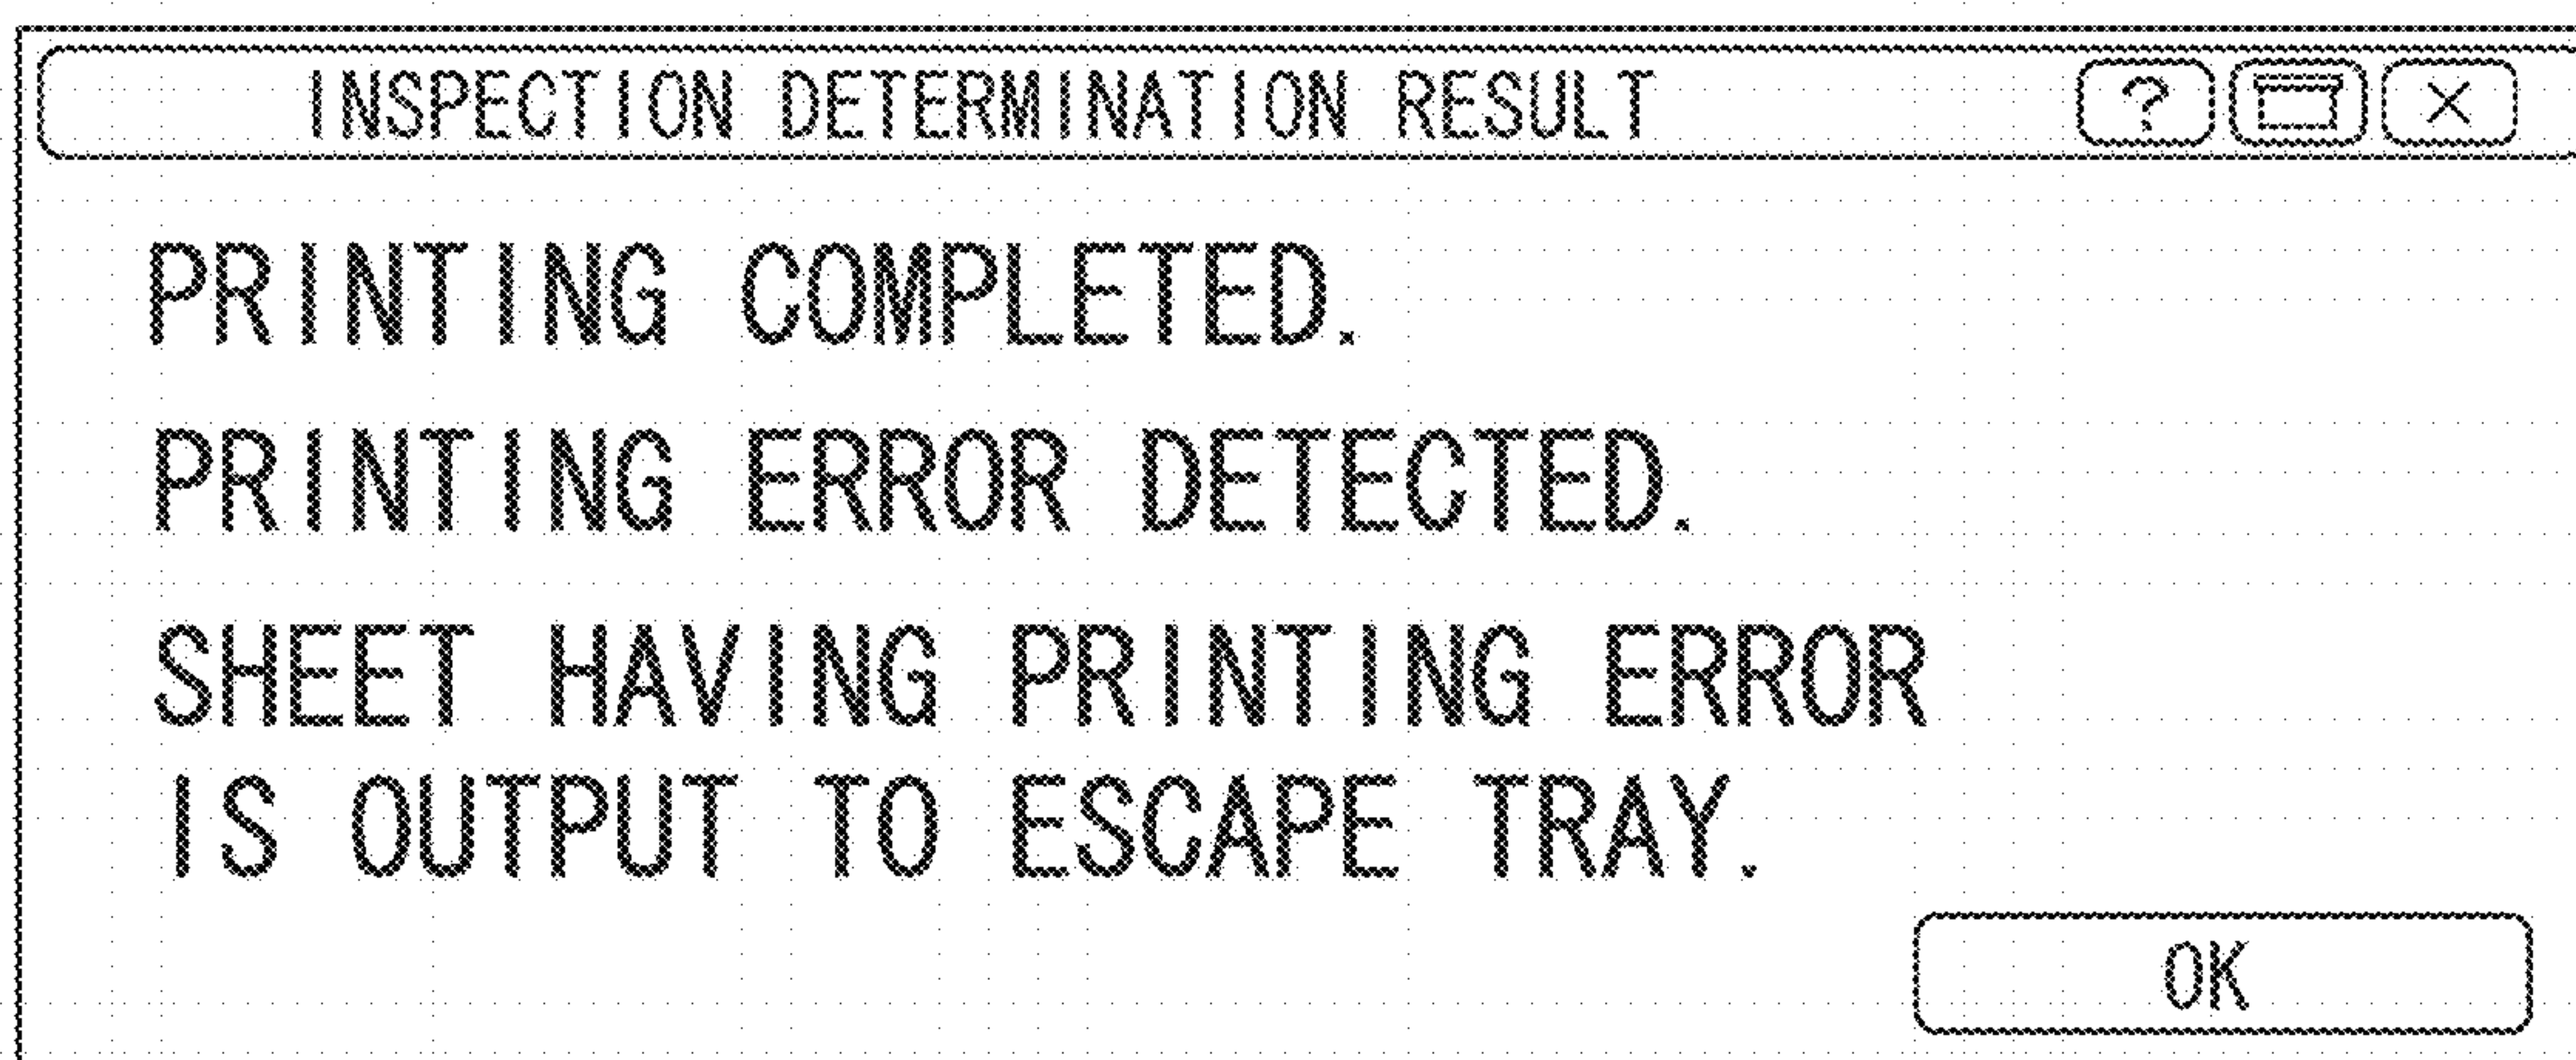 INSPECTION DETERMINATION RESULT ? ×
PRINTING COMPLETED.
PRINTING ERROR DETECTED.
SHEET HAVING PRINTING ERROR
IS OUTPUT TO ESCAPE TRAY.
OK